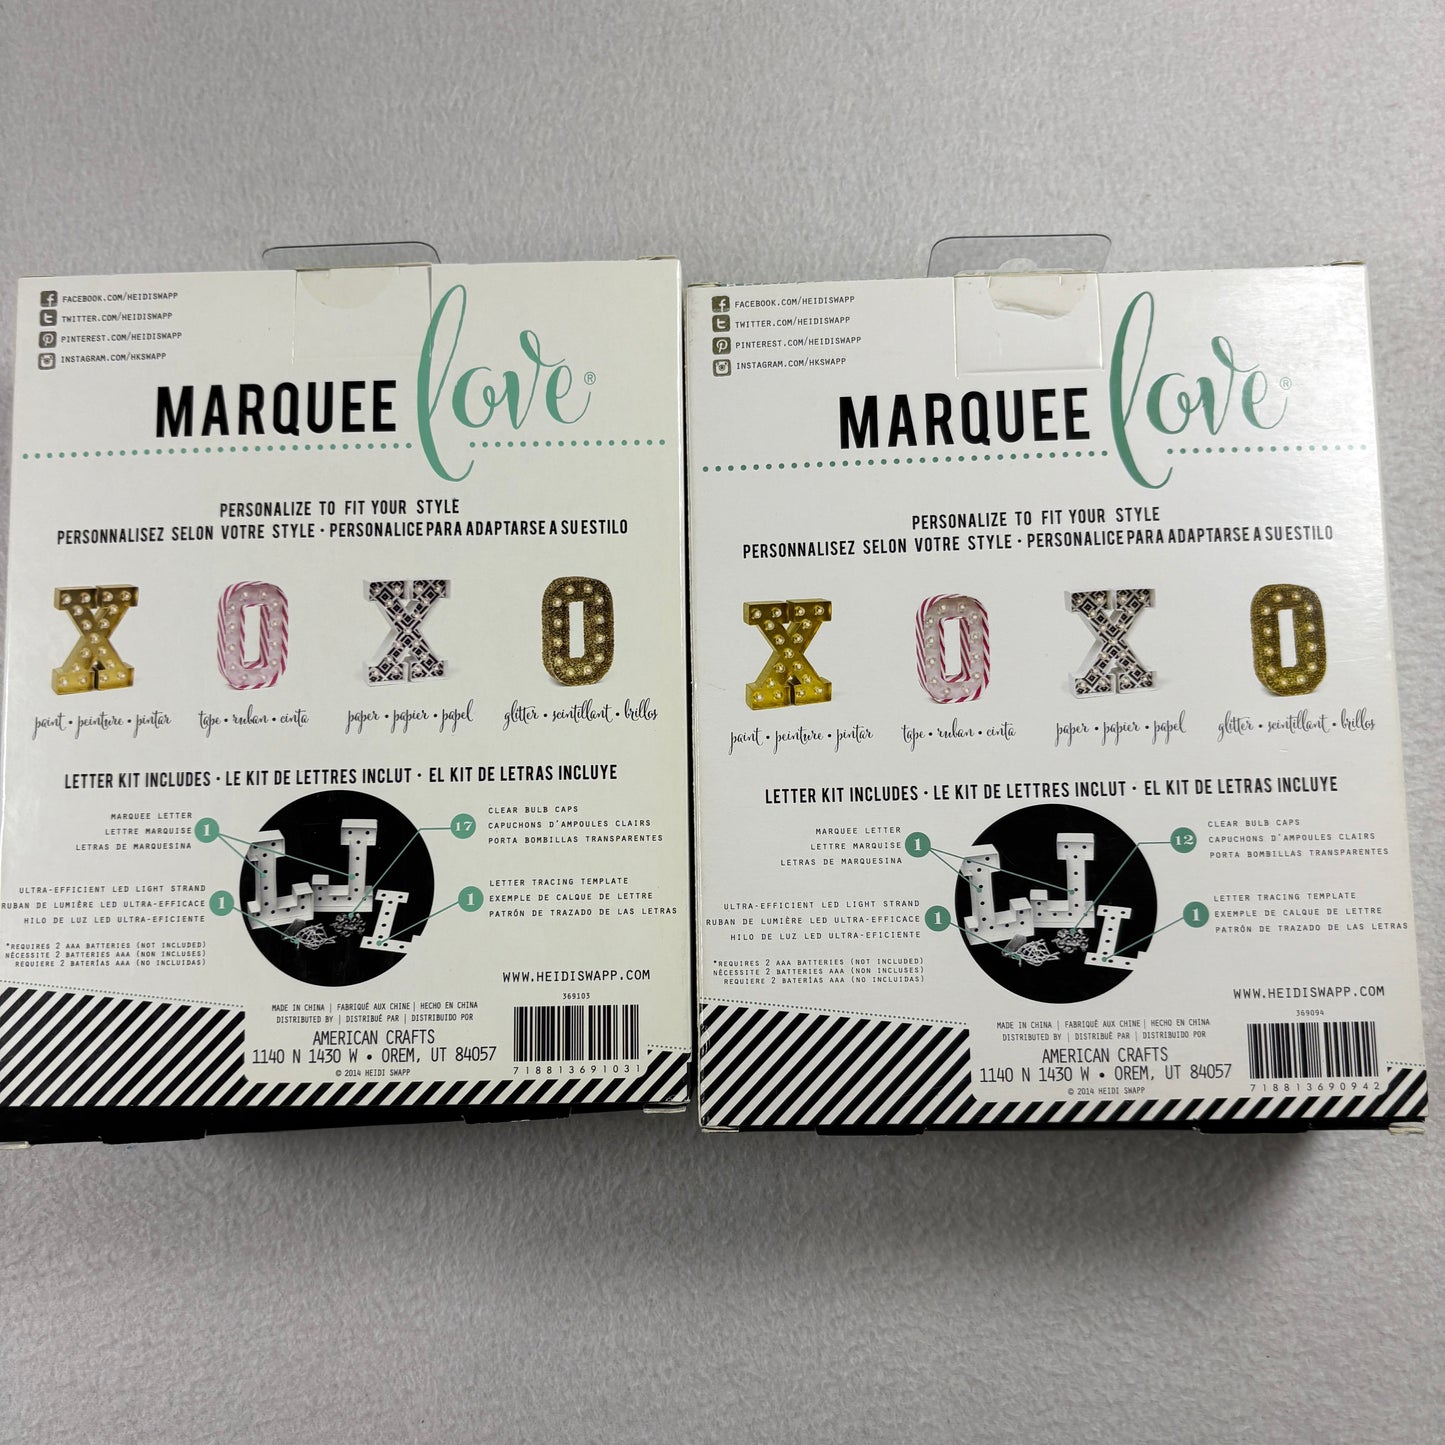 FACEBOOK.COM/HEIDISWAPP
TWITTER.COM/HEIDISWAPP
PINTEREST.COM/HEIDISWAPP
INSTAGRAM.COM/HKSWAPP
MARQUEE love®
PERSONALIZE TO FIT YOUR STYLE
PERSONNALISEZ SELON VOTRE STYLE • PERSONALICE PARA ADAPTARSE A SU ESTILO
paint • peinture • pintar
tape • ruban • cinta
paper • papier • papel
glitter • scintillant • brillos
LETTER KIT INCLUDES • LE KIT DE LETTRES INCLUT • EL KIT DE LETRAS INCLUYE
MARQUEE LETTER
LETTRE MARQUISE
LETRAS DE MARQUESINA
1
17
CLEAR BULB CAPS
CAPUCHONS D'AMPOULES CLAIRS
PORTA BOMBILLAS TRANSPARENTES
ULTRA-EFFICIENT LED LIGHT STRAND
RUBAN DE LUMIÈRE LED ULTRA-EFFICACE
HILO DE LUZ LED ULTRA-EFICIENTE
1
1
LETTER TRACING TEMPLATE
EXEMPLE DE CALQUE DE LETTRE
PATRÓN DE TRAZADO DE LAS LETRAS
*REQUIRES 2 AAA BATTERIES (NOT INCLUDED)
NÉCESSITE 2 BATTERIES AAA (NON INCLUSES)
REQUIERE 2 BATERÍAS AAA (NO INCLUIDAS)
WWW.HEIDISWAPP.COM
369103
MADE IN CHINA | FABRIQUÉ AUX CHINE | HECHO EN CHINA
DISTRIBUTED BY | DISTRIBUÉ PAR | DISTRIBUIDO POR
AMERICAN CRAFTS
1140 N 1430 W • OREM, UT 84057
© 2014 HEIDI SWAPP
718813691031
FACEBOOK.COM/HEIDISWAPP
TWITTER.COM/HEIDISWAPP
PINTEREST.COM/HEIDISWAPP
INSTAGRAM.COM/HKSWAPP
MARQUEE love®
PERSONALIZE TO FIT YOUR STYLE
PERSONNALISEZ SELON VOTRE STYLE • PERSONALICE PARA ADAPTARSE A SU ESTILO
paint • peinture • pintar
tape • ruban • cinta
paper • papier • papel
glitter • scintillant • brillos
LETTER KIT INCLUDES • LE KIT DE LETTRES INCLUT • EL KIT DE LETRAS INCLUYE
MARQUEE LETTER
LETTRE MARQUISE
LETRAS DE MARQUESINA
1
12
CLEAR BULB CAPS
CAPUCHONS D'AMPOULES CLAIRS
PORTA BOMBILLAS TRANSPARENTES
ULTRA-EFFICIENT LED LIGHT STRAND
RUBAN DE LUMIÈRE LED ULTRA-EFFICACE
HILO DE LUZ LED ULTRA-EFICIENTE
1
1
LETTER TRACING TEMPLATE
EXEMPLE DE CALQUE DE LETTRE
PATRÓN DE TRAZADO DE LAS LETRAS
*REQUIRES 2 AAA BATTERIES (NOT INCLUDED)
NÉCESSITE 2 BATTERIES AAA (NON INCLUSES)
REQUIERE 2 BATERÍAS AAA (NO INCLUIDAS)
WWW.HEIDISWAPP.COM
369094
MADE IN CHINA | FABRIQUÉ AUX CHINE | HECHO EN CHINA
DISTRIBUTED BY | DISTRIBUÉ PAR | DISTRIBUIDO POR
AMERICAN CRAFTS
1140 N 1430 W • OREM, UT 84057
© 2014 HEIDI SWAPP
718813690942